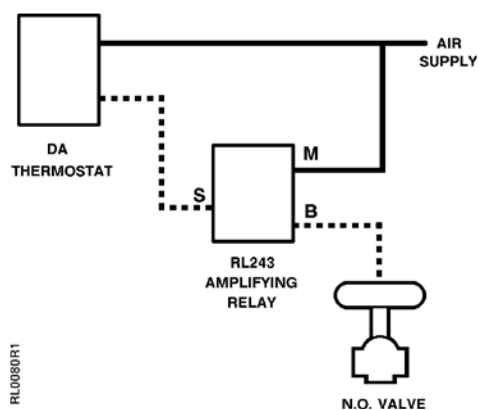 AIR
SUPPLY
DA
THERMOSTAT
M
S
B
RL243
AMPLIFYING
RELAY
RL0080R1
N.O. VALVE